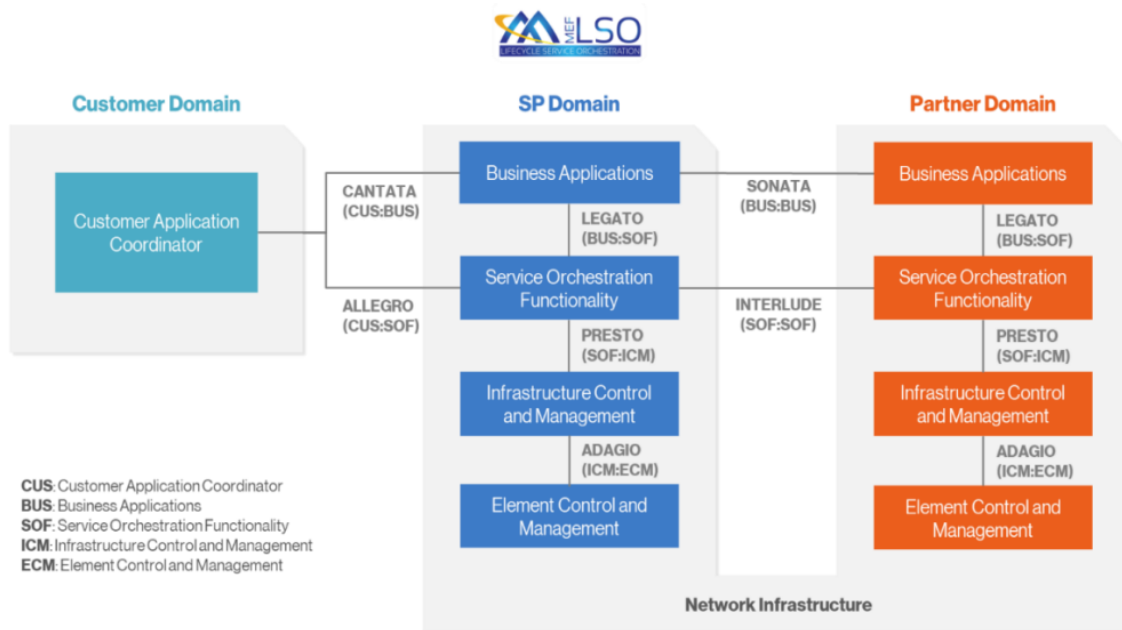 MEF
LSO
LIFECYCLE SERVICE ORCHESTRATION
Customer Domain
SP Domain
Partner Domain
Customer Application
Coordinator
CANTATA
(CUS:BUS)
ALLEGRO
(CUS:SOF)
Business Applications
LEGATO
(BUS:SOF)
Service Orchestration
Functionality
PRESTO
(SOF:ICM)
Infrastructure Control
and Management
ADAGIO
(ICM:ECM)
Element Control and
Management
SONATA
(BUS:BUS)
INTERLUDE
(SOF:SOF)
Business Applications
LEGATO
(BUS:SOF)
Service Orchestration
Functionality
PRESTO
(SOF:ICM)
Infrastructure Control
and Management
ADAGIO
(ICM:ECM)
Element Control and
Management
CUS: Customer Application Coordinator
BUS: Business Applications
SOF: Service Orchestration Functionality
ICM: Infrastructure Control and Management
ECM: Element Control and Management
Network Infrastructure